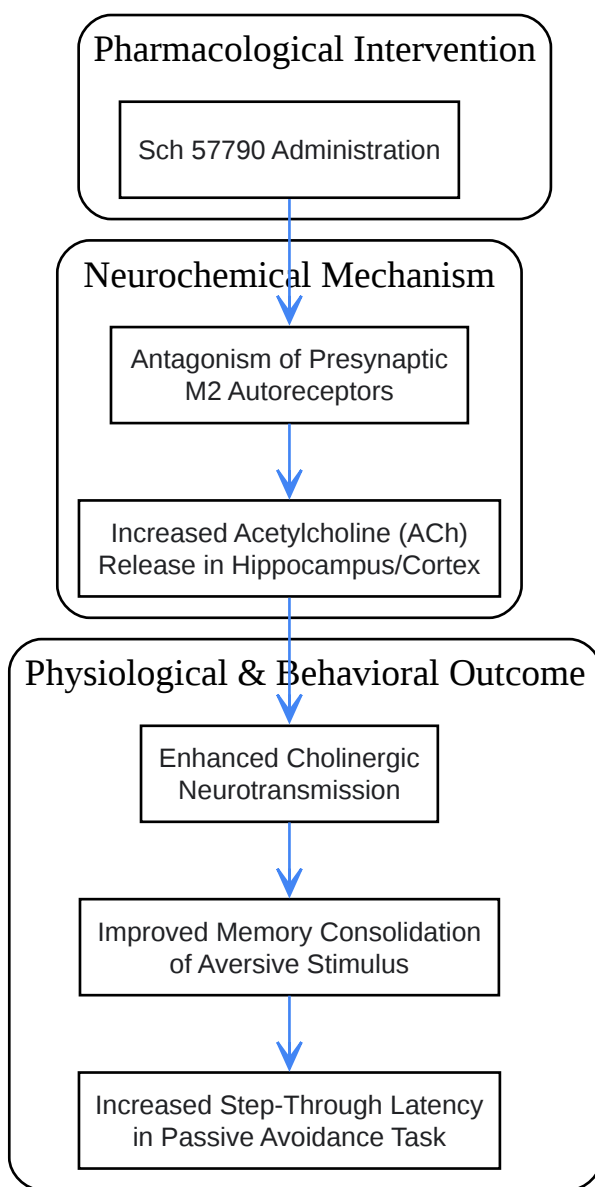 Pharmacological Intervention
Sch 57790 Administration
Neurochemical Mechanism
Antagonism of Presynaptic
M2 Autoreceptors
Increased Acetylcholine (ACh)
Release in Hippocampus/Cortex
Physiological & Behavioral Outcome
Enhanced Cholinergic
Neurotransmission
Improved Memory Consolidation
of Aversive Stimulus
Increased Step-Through Latency
in Passive Avoidance Task